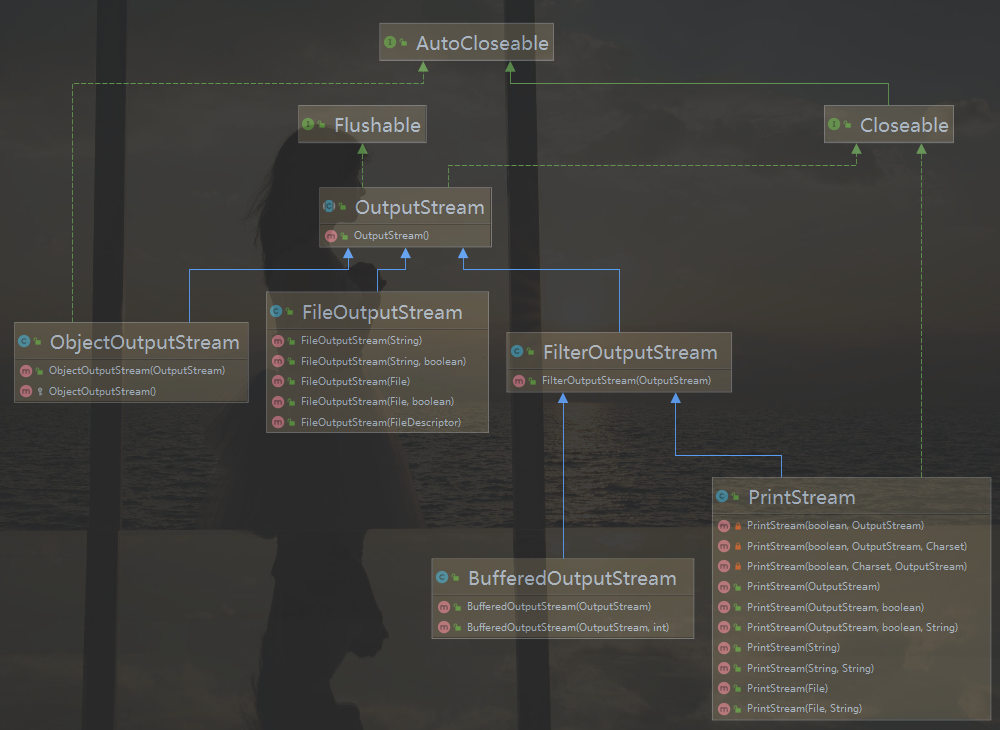 AutoCloseable
Flushable
Closeable
OutputStream
OutputStream()
ObjectOutputStream
ObjectOutputStream(OutputStream)
ObjectOutputStream()
FileOutputStream
FileOutputStream(String)
FileOutputStream(String, boolean)
FileOutputStream(File)
FileOutputStream(File, boolean)
FileOutputStream(FileDescriptor)
FilterOutputStream
FilterOutputStream(OutputStream)
BufferedOutputStream
BufferedOutputStream(OutputStream)
BufferedOutputStream(OutputStream, int)
PrintStream
PrintStream(boolean, OutputStream)
PrintStream(boolean, OutputStream, Charset)
PrintStream(boolean, Charset, OutputStream)
PrintStream(OutputStream)
PrintStream(OutputStream, boolean)
PrintStream(OutputStream, boolean, String)
PrintStream(String)
PrintStream(String, String)
PrintStream(File)
PrintStream(File, String)